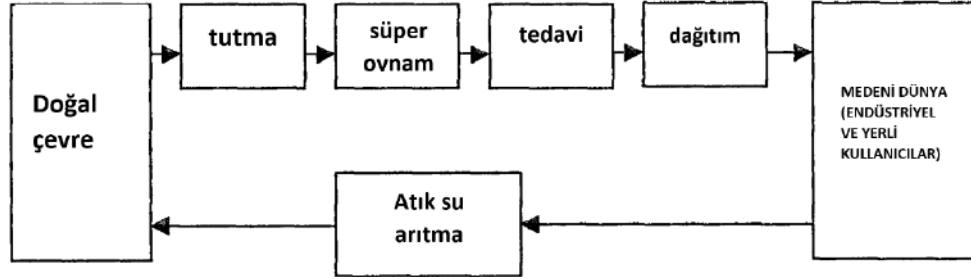 Doğal
çevre
tutma
süper
ovnam
tedavi
dağıtım
MEDENİ DÜNYA
(ENDÜSTRİYEL
VE YERLİ
KULLANICILAR)
Atık su
arıtma